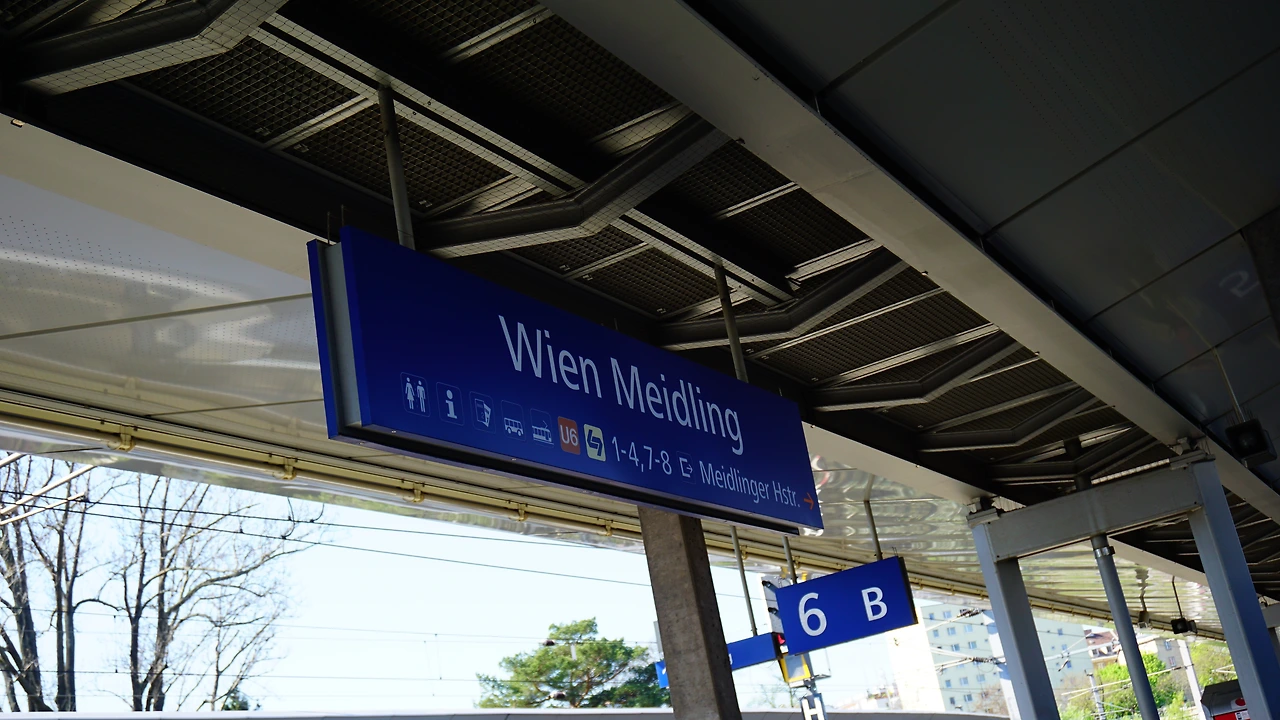 Wien Meidling
i U6 1-4,7-8 Meidlinger Hstr.
6 B
H